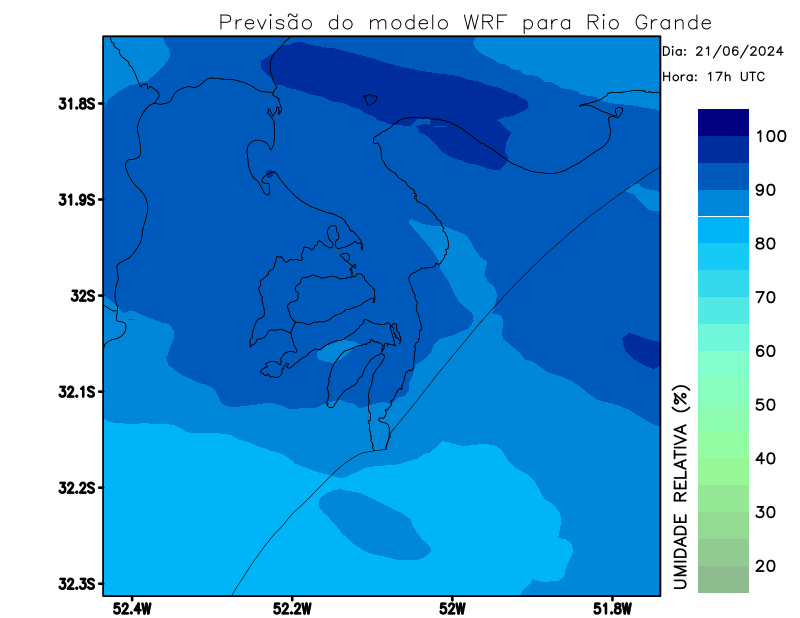 Previsão do modelo WRF para Rio Grande
Dia: 21/06/2024
Hora: 17h UTC
31.8S
31.9S
32S
32.1S
32.2S
32.3S
52.4W
52.2W
52W
51.8W
100
90
80
70
60
50
40
30
20
UMIDADE RELATIVA (%)